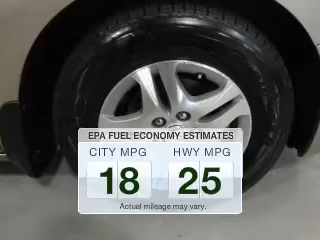 EPA FUEL ECONOMY ESTIMATES
CITY MPG HWY MPG
18 25
Actual mileage may vary.